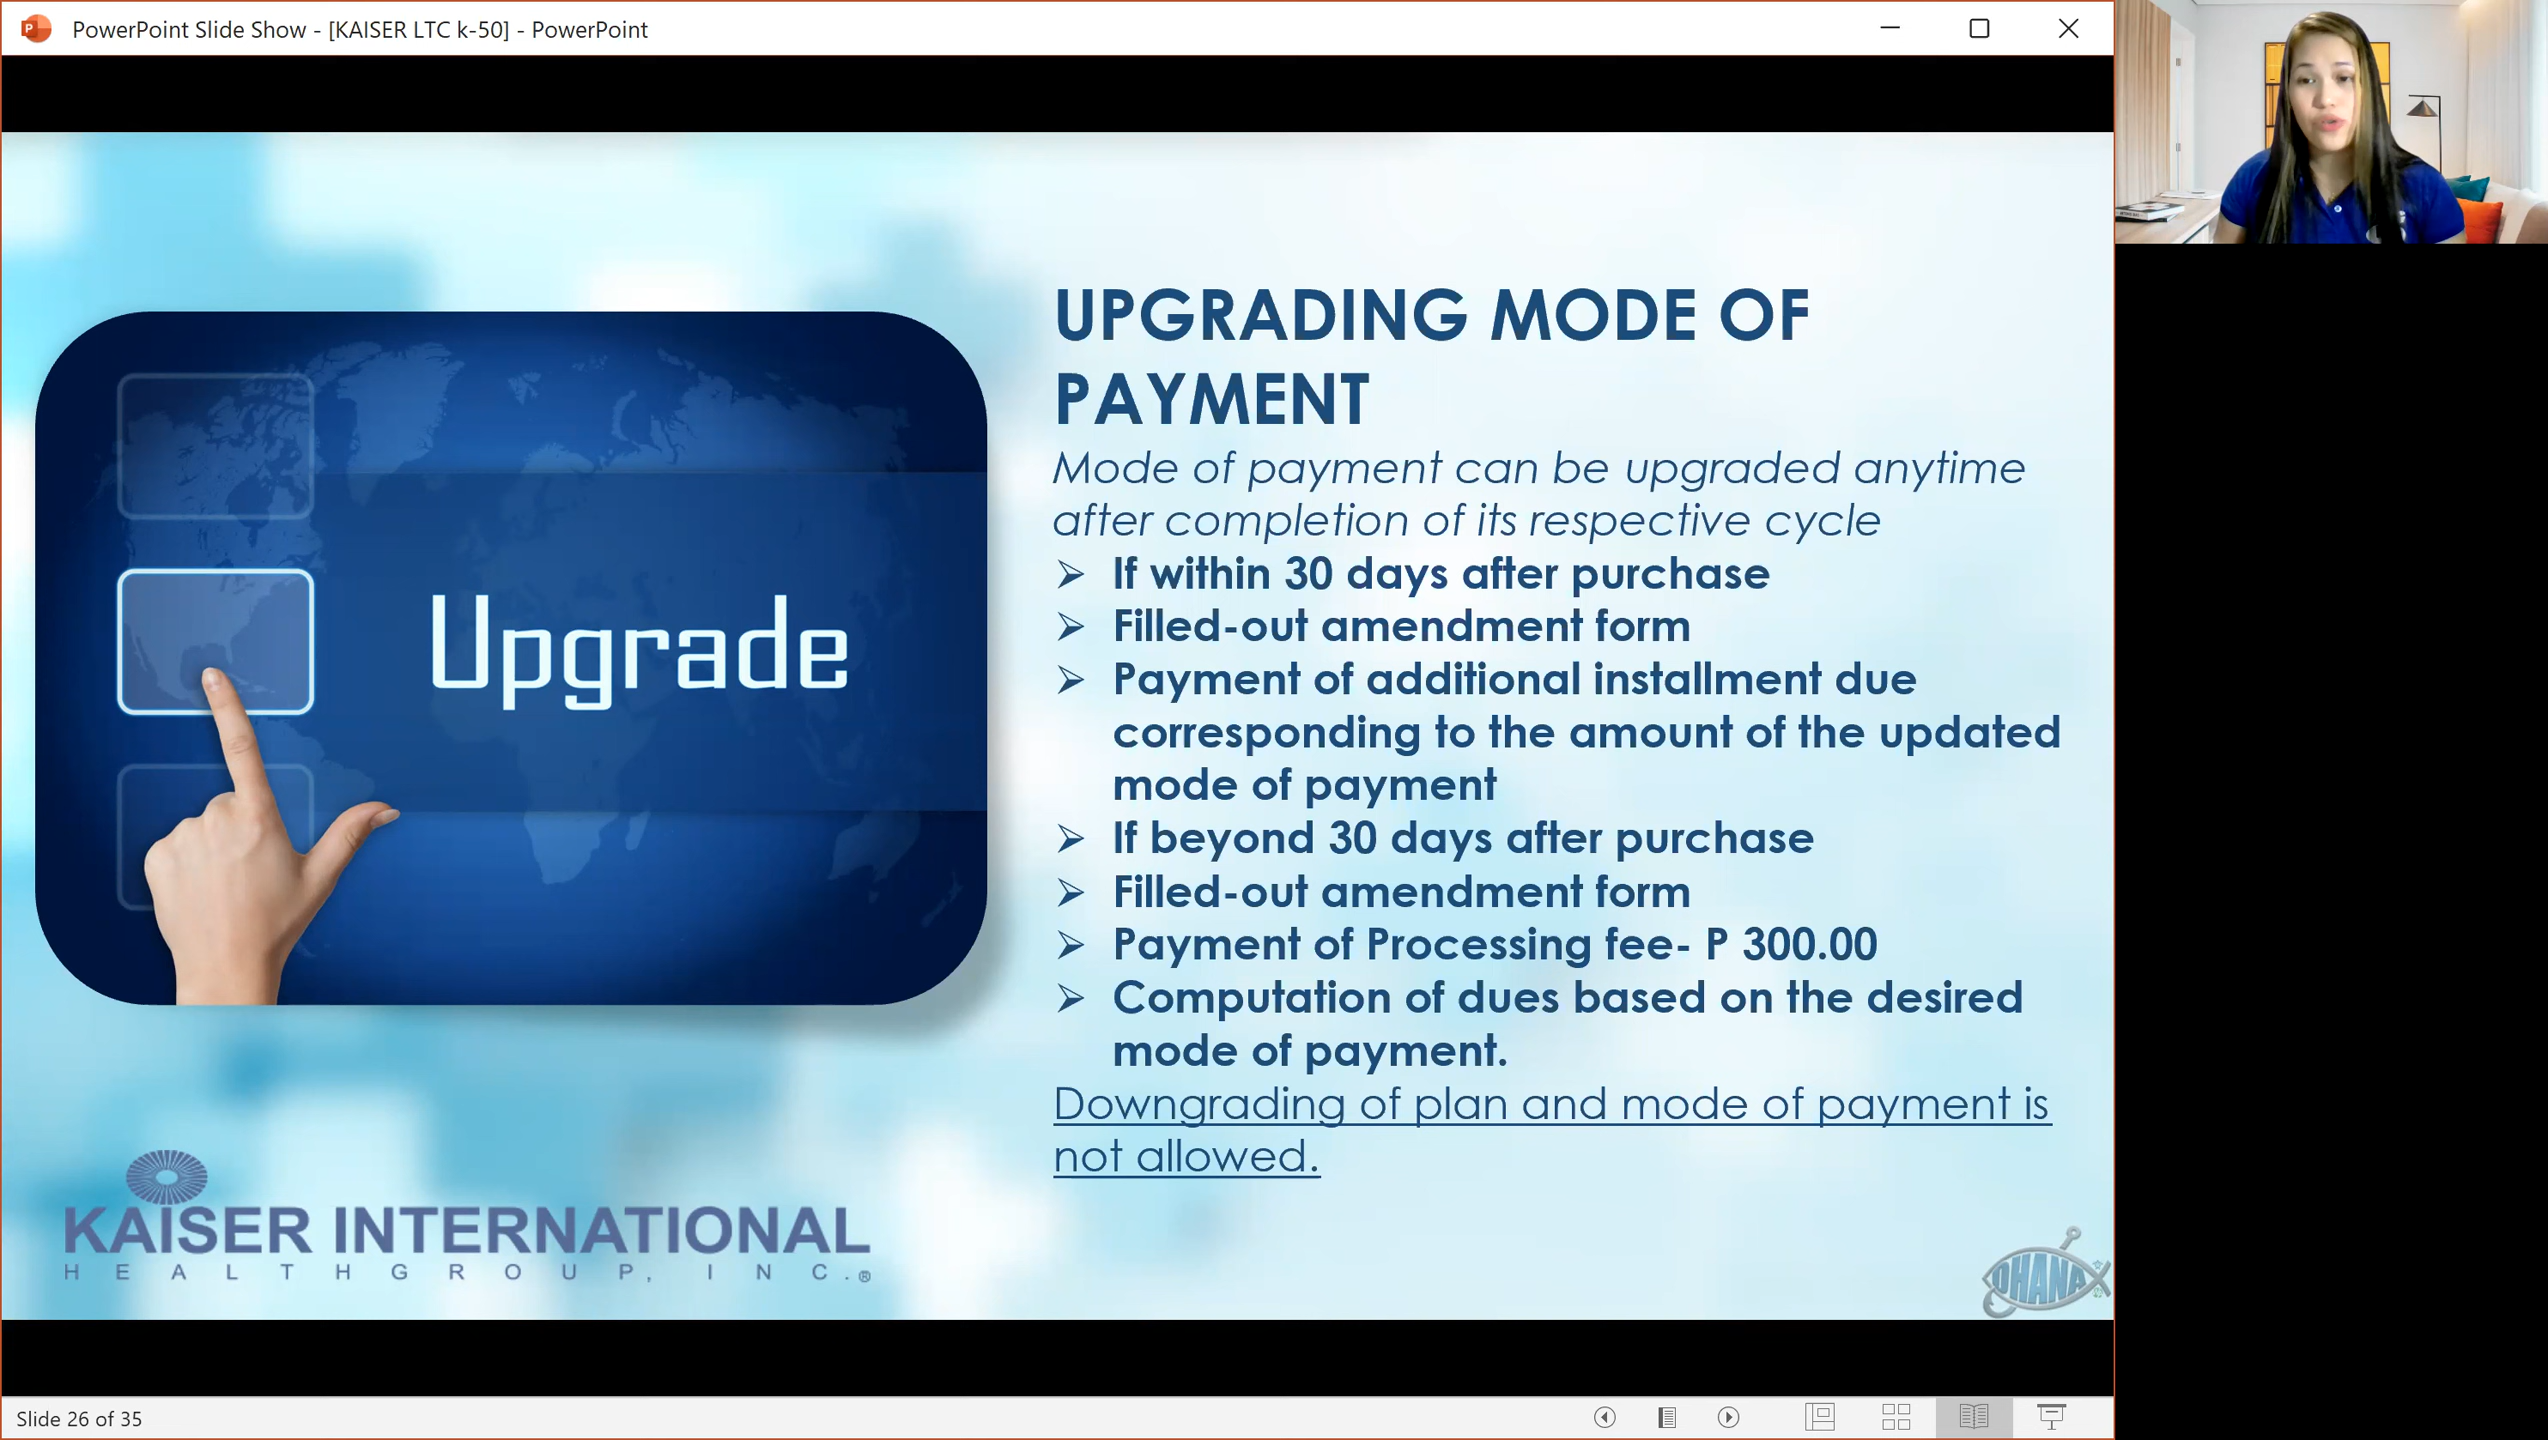 PowerPoint Slide Show - [KAISER LTC k-50] - PowerPoint
UPGRADING MODE OF
PAYMENT
Mode of payment can be upgraded anytime
after completion of its respective cycle
If within 30 days after purchase
Filled-out amendment form
Payment of additional installment due
corresponding to the amount of the updated
mode of payment
If beyond 30 days after purchase
Filled-out amendment form
Payment of Processing fee- P 300.00
Computation of dues based on the desired
mode of payment.
Downgrading of plan and mode of payment is
not allowed.
Upgrade
KAISER INTERNATIONAL
HEALTHGROUP, INC.®
OHANA
Slide 26 of 35